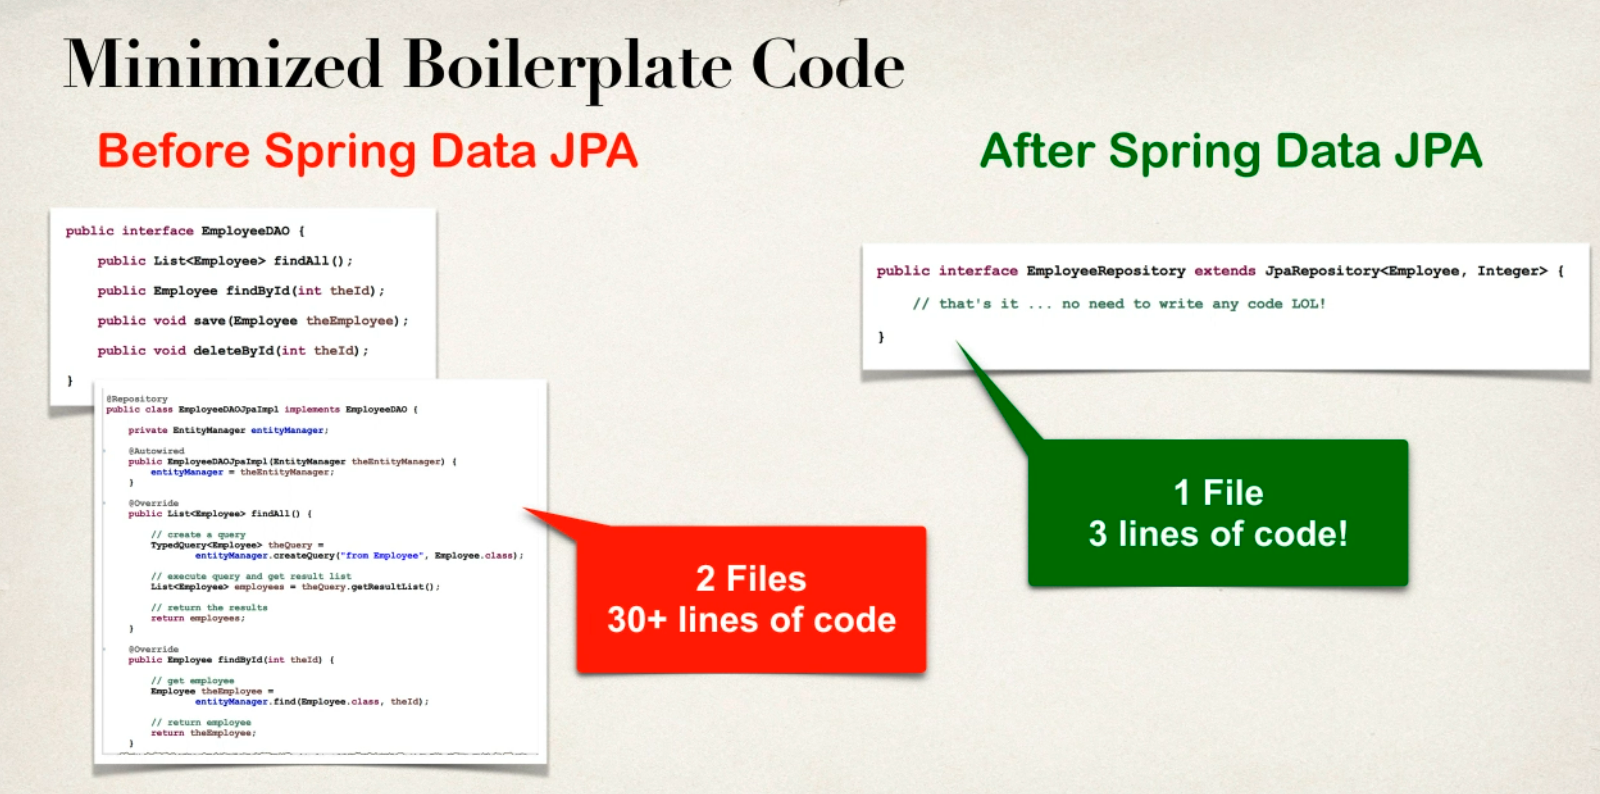 Minimized Boilerplate Code
Before Spring Data JPA
public interface EmployeeDAO {
public List<Employee> findAll();
public Employee findById(int theId);
public void save(Employee theEmployee);
public void deleteById(int theId);
}
@Repository
public class EmployeeDAOJpaImpl implements EmployeeDAO {
private EntityManager entityManager;
@Autowired
public EmployeeDAOJpaImpl(EntityManager theEntityManager) {
entityManager = theEntityManager;
}
@Override
public List<Employee> findAll() {
// create a query
TypedQuery<Employee> theQuery =
entityManager.createQuery("from Employee", Employee.class);
// execute query and get result list
List<Employee> employees = theQuery.getResultList();
// return the results
return employees;
}
@Override
public Employee findById(int theId) {
// get employee
Employee theEmployee =
entityManager.find(Employee.class, theId);
// return employee
return theEmployee;
}
2 Files
30+ lines of code
After Spring Data JPA
public interface EmployeeRepository extends JpaRepository<Employee, Integer> {
// that's it ... no need to write any code LOL!
}
1 File
3 lines of code!